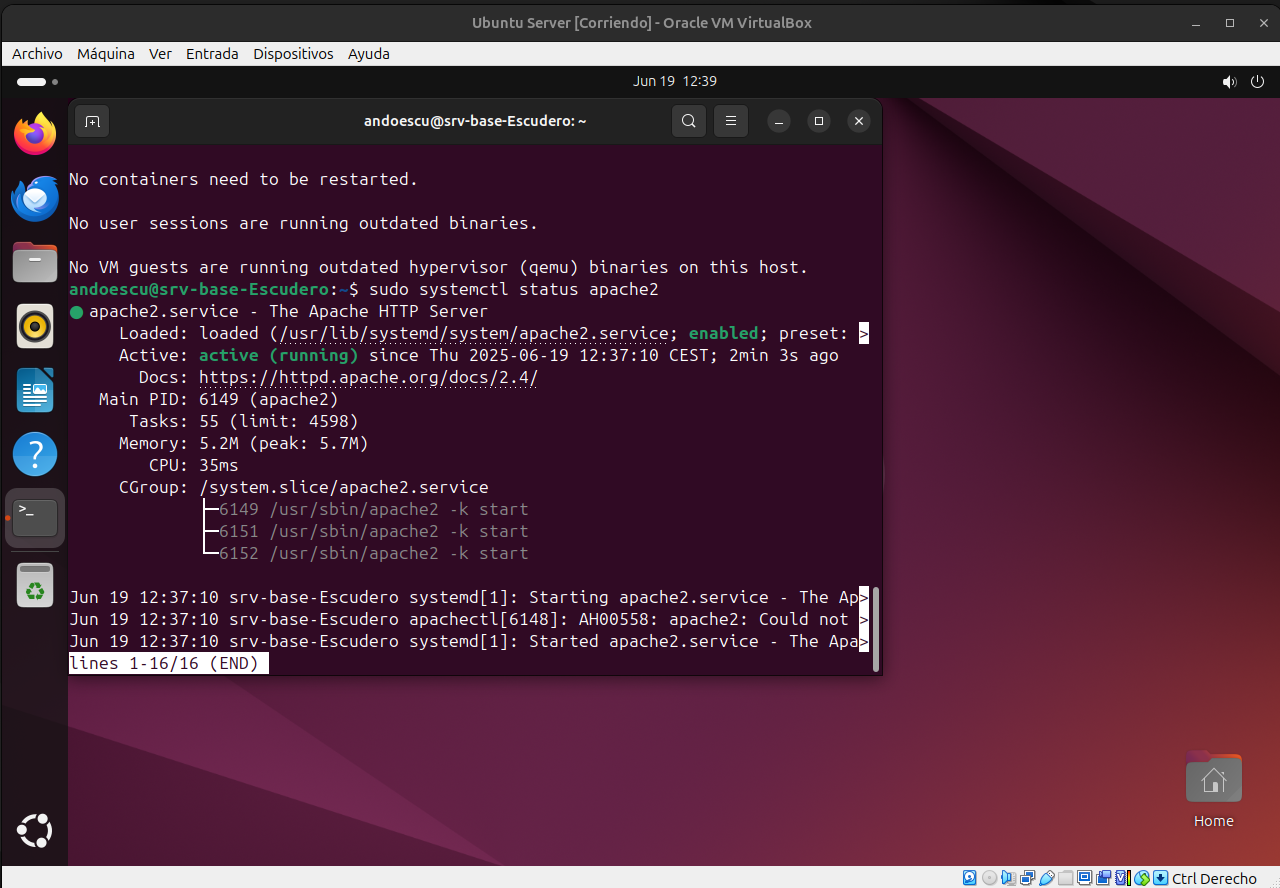 Ubuntu Server [Corriendo] - Oracle VM VirtualBox
Archivo Máquina Ver Entrada Dispositivos Ayuda
Jun 19 12:39
andoescu@srv-base-Escudero: ~
No containers need to be restarted.
No user sessions are running outdated binaries.
No VM guests are running outdated hypervisor (qemu) binaries on this host.
andoescu@srv-base-Escudero:~$ sudo systemctl status apache2
● apache2.service - The Apache HTTP Server
Loaded: loaded (/usr/lib/systemd/system/apache2.service; enabled; preset: >
Active: active (running) since Thu 2025-06-19 12:37:10 CEST; 2min 3s ago
Docs: https://httpd.apache.org/docs/2.4/
Main PID: 6149 (apache2)
Tasks: 55 (limit: 4598)
Memory: 5.2M (peak: 5.7M)
CPU: 35ms
CGroup: /system.slice/apache2.service
├─6149 /usr/sbin/apache2 -k start
├─6151 /usr/sbin/apache2 -k start
└─6152 /usr/sbin/apache2 -k start
Jun 19 12:37:10 srv-base-Escudero systemd[1]: Starting apache2.service - The Ap>
Jun 19 12:37:10 srv-base-Escudero apachectl[6148]: AH00558: apache2: Could not >
Jun 19 12:37:10 srv-base-Escudero systemd[1]: Started apache2.service - The Apa>
lines 1-16/16 (END)
Home
Ctrl Derecho